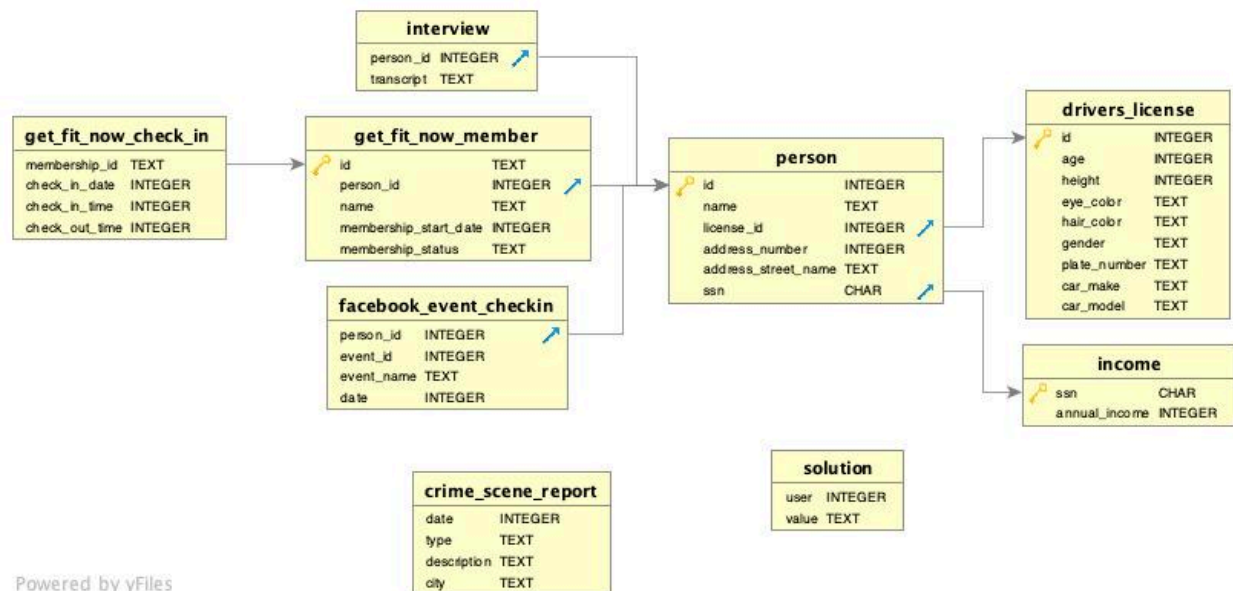 interview
person_id INTEGER
transcript TEXT
get_fit_now_check_in
membership_id TEXT
check_in_date INTEGER
check_in_time INTEGER
check_out_time INTEGER
get_fit_now_member
id TEXT
person_id INTEGER
name TEXT
membership_start_date INTEGER
membership_status TEXT
facebook_event_checkin
person_id INTEGER
event_id INTEGER
event_name TEXT
date INTEGER
person
id INTEGER
name TEXT
license_id INTEGER
address_number INTEGER
address_street_name TEXT
ssn CHAR
drivers_license
id INTEGER
age INTEGER
height INTEGER
eye_color TEXT
hair_color TEXT
gender TEXT
plate_number TEXT
car_make TEXT
car_model TEXT
income
ssn CHAR
annual_income INTEGER
solution
user INTEGER
value TEXT
crime_scene_report
date INTEGER
type TEXT
description TEXT
city TEXT
Powered by yFiles